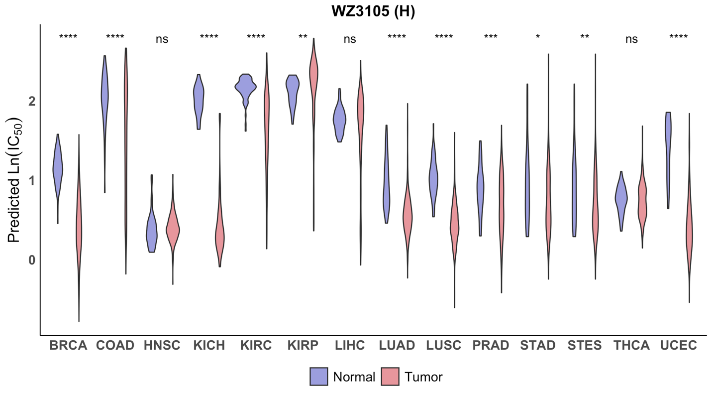 WZ3105 (H)
**** **** ns **** **** ** ns **** **** *** * ** ns ****
Predicted Ln(IC50)
2
1
0
BRCA COAD HNSC KICH KIRC KIRP LIHC LUAD LUSC PRAD STAD STES THCA UCEC
Normal Tumor